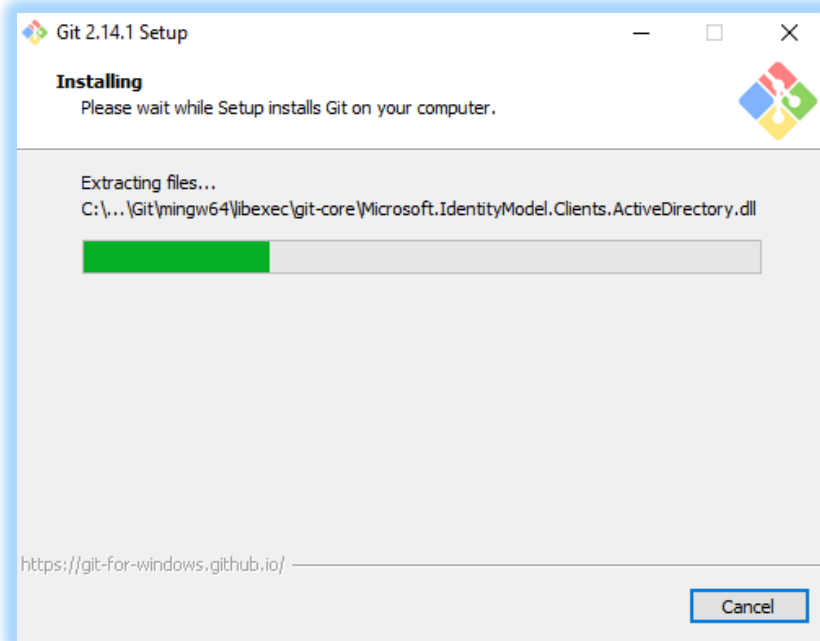 Git 2.14.1 Setup
Installing
Please wait while Setup installs Git on your computer.
Extracting files...
C:\...\Git\mingw64\libexec\git-core\Microsoft.IdentityModel.Clients.ActiveDirectory.dll
https://git-for-windows.github.io/
Cancel